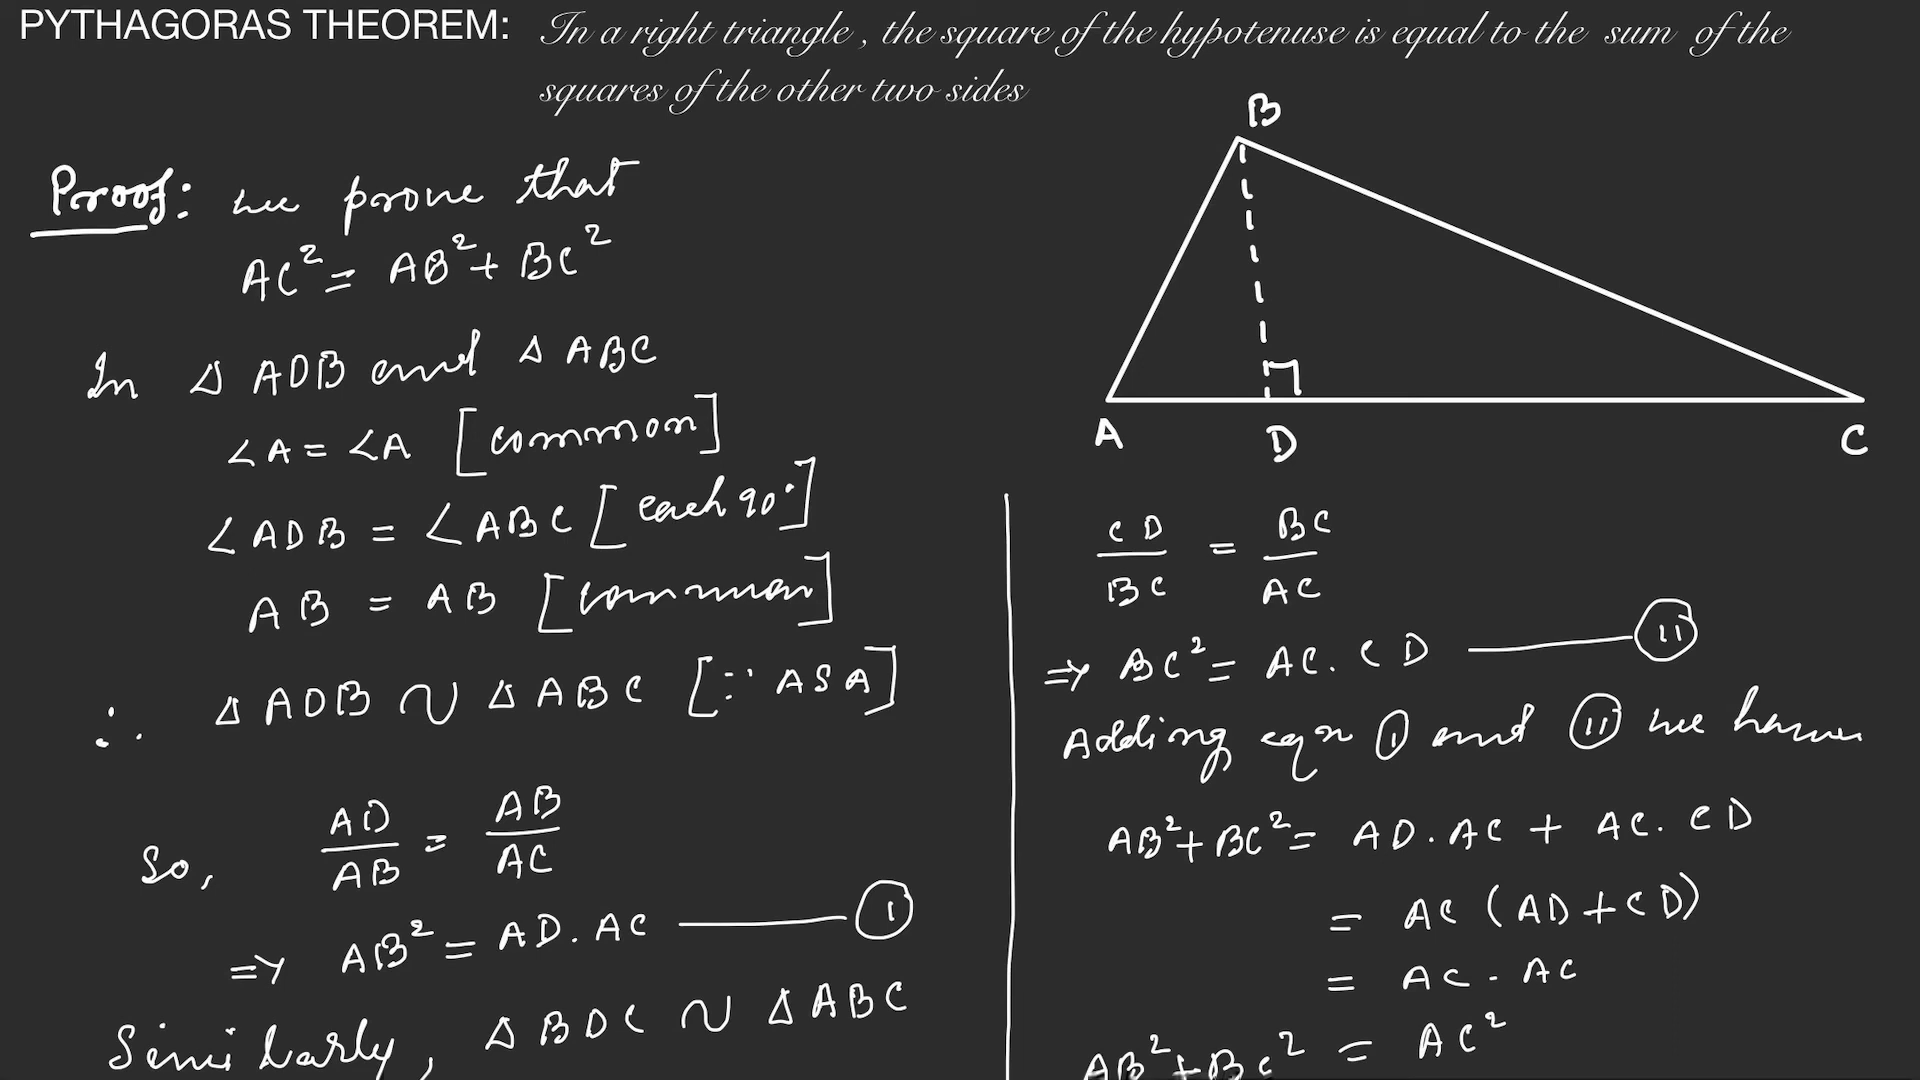 PYTHAGORAS THEOREM: In a right triangle, the square of the hypotenuse is equal to the sum of the
squares of the other two sides
Proof: we prove that
AC² = AB² + BC²
In △ ADB and △ ABC
∠A = ∠A [common]
∠ADB = ∠ABC [each 90°]
AB = AB [common]
∴ △ ADB ~ △ ABC [∵ ASA]
So, AD/AB = AB/AC
⇒ AB² = AD. AC —— (I)
Similarly, △ BDC ~ △ ABC
B
A D C
CD/BC = BC/AC
⇒ BC² = AC. CD —— (II)
Adding eqn (I) and (II) we have
AB² + BC² = AD. AC + AC. CD
= AC (AD + CD)
= AC . AC
AB² + BC² = AC²